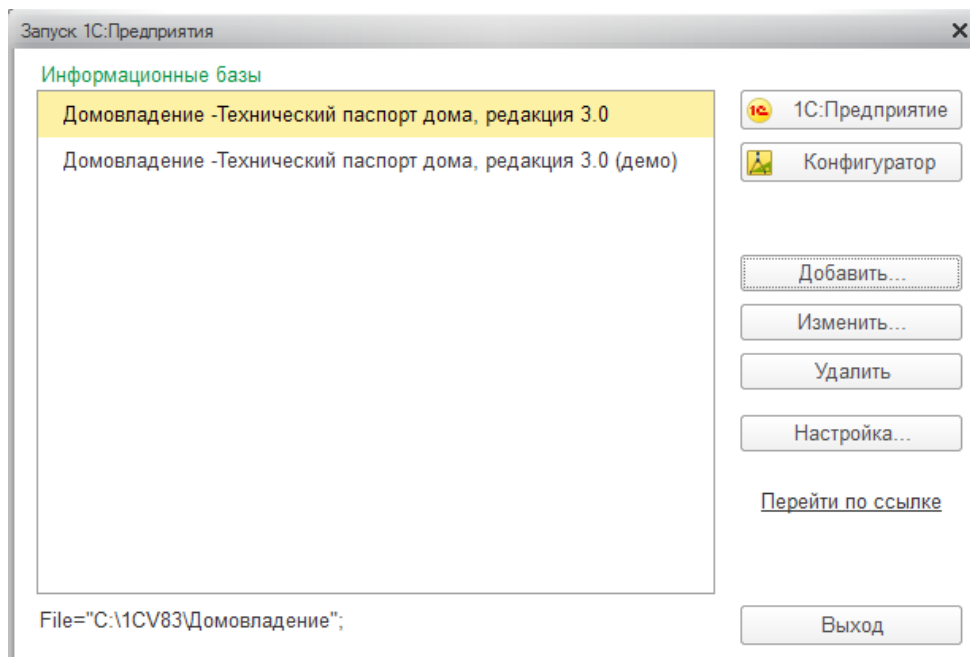 Запуск 1С:Предприятия
Информационные базы
Домовладение -Технический паспорт дома, редакция 3.0
Домовладение -Технический паспорт дома, редакция 3.0 (демо)
1С:Предприятие
Конфигуратор
Добавить...
Изменить...
Удалить
Настройка...
Перейти по ссылке
File="C:\1CV83\Домовладение";
Выход